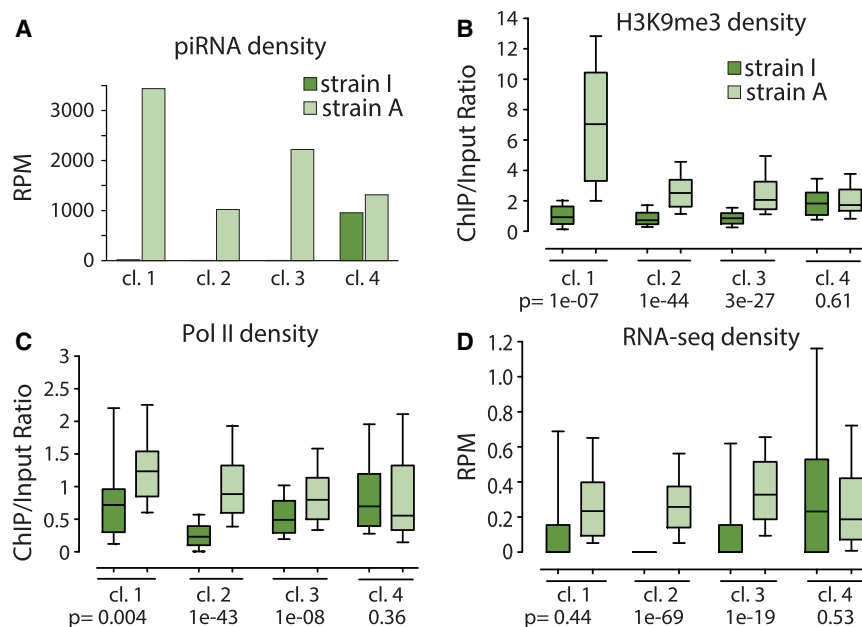 A
piRNA density
strain I
strain A
RPM
3000
2000
1000
0
cl. 1 cl. 2 cl. 3 cl. 4
B
H3K9me3 density
strain I
strain A
ChIP/Input Ratio
14
12
10
8
6
4
2
0
cl. 1 cl. 2 cl. 3 cl. 4
p= 1e-07 1e-44 3e-27 0.61
C
Pol II density
ChIP/Input Ratio
3
2.5
2
1.5
1
0.5
0
cl. 1 cl. 2 cl. 3 cl. 4
p= 0.004 1e-43 1e-08 0.36
D
RNA-seq density
RPM
1.2
1.0
0.8
0.6
0.4
0.2
0
cl. 1 cl. 2 cl. 3 cl. 4
p= 0.44 1e-69 1e-19 0.53